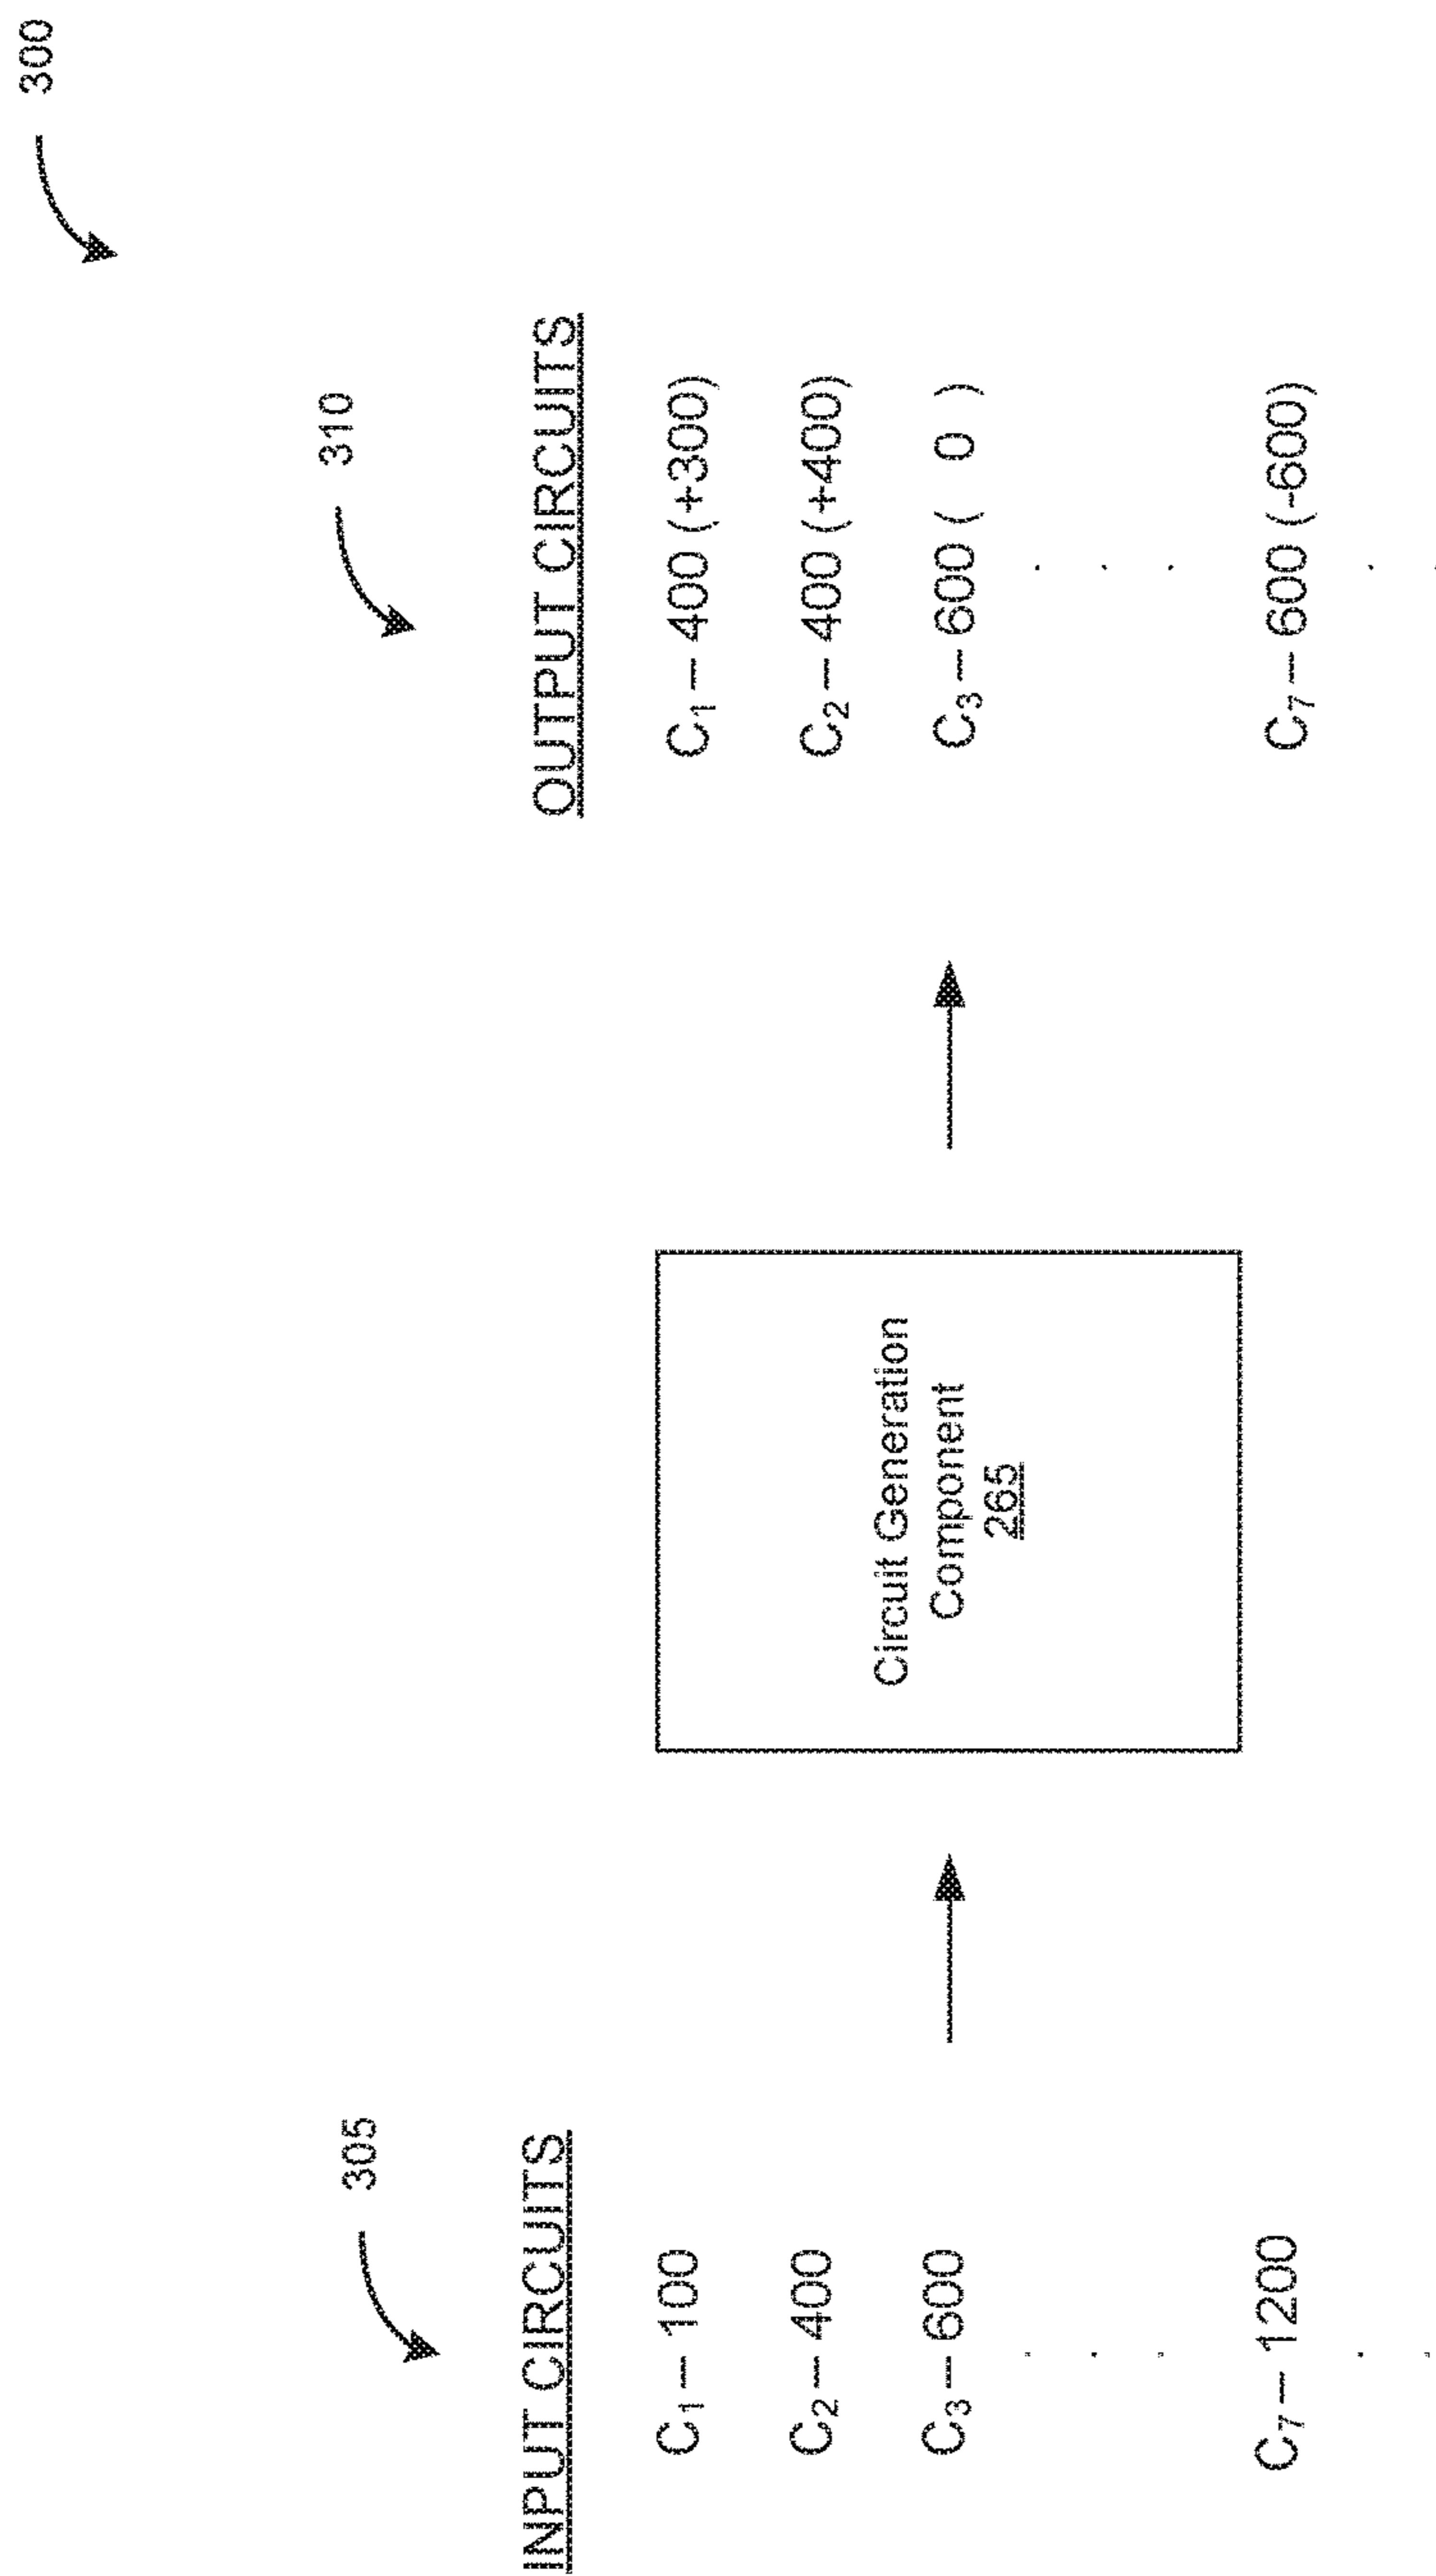 300
305
INPUT CIRCUITS
C₁ – 100
C₂ – 400
C₃ – 600
.
.
.
C₇ – 1200
.
.
Circuit Generation
Component
265
310
OUTPUT CIRCUITS
C₁ – 400 (+300)
C₂ – 400 (+400)
C₃ – 600 ( 0 )
.
.
.
C₇ – 600 (-600)
.
.